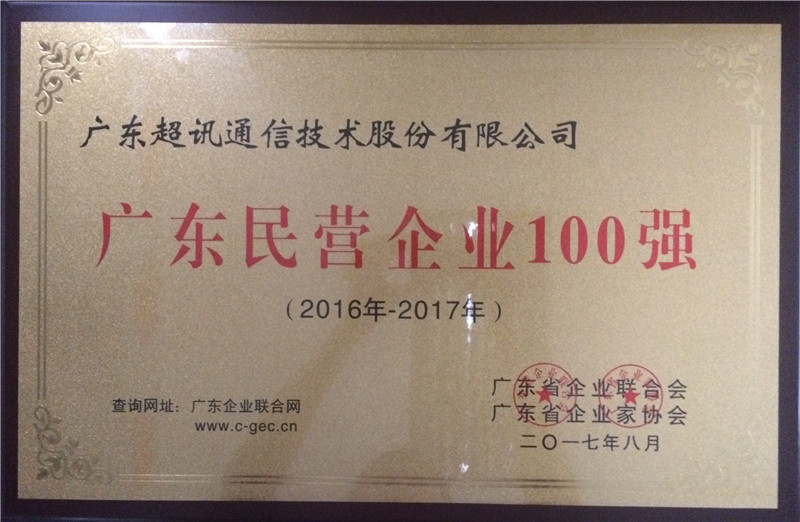 广东超讯通信技术股份有限公司
广东民营企业100强
（2016年-2017年）
查询网址：广东企业联合网
www.c-gec.cn
广东省企业联合会
广东省企业家协会
二〇一七年八月